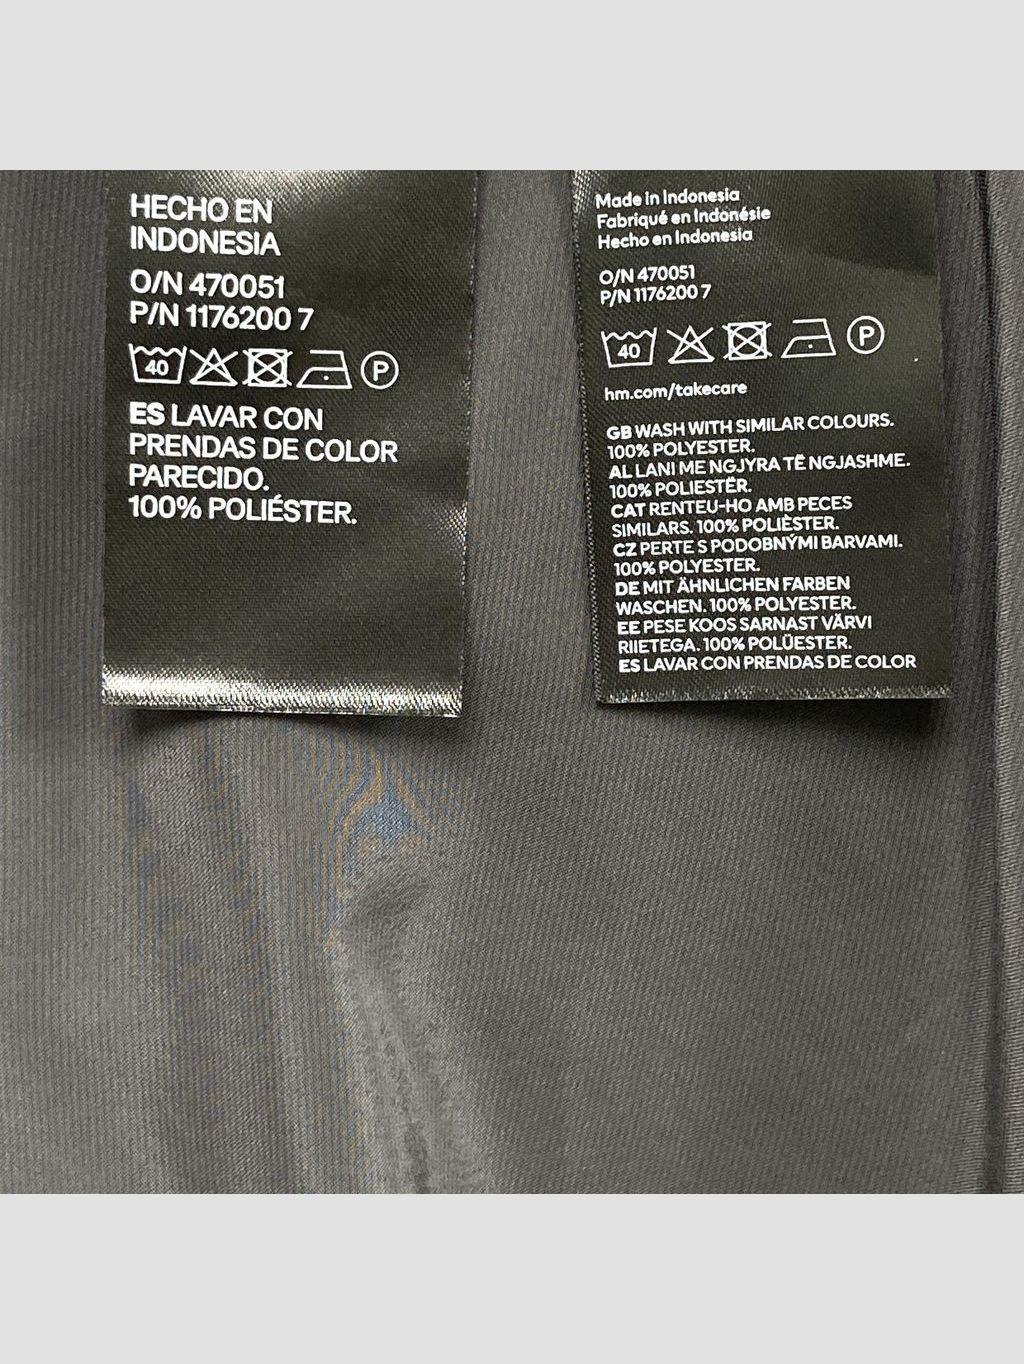 HECHO EN
INDONESIA
O/N 470051
P/N 1176200 7
40 P
ES LAVAR CON
PRENDAS DE COLOR
PARECIDO.
100% POLIÉSTER.
Made in Indonesia
Fabriqué en Indonésie
Hecho en Indonesia
O/N 470051
P/N 1176200 7
40 P
hm.com/takecare
GB WASH WITH SIMILAR COLOURS.
100% POLYESTER.
AL LANI ME NGJYRA TË NGJASHME.
100% POLIESTËR.
CAT RENTEU-HO AMB PECES
SIMILARS. 100% POLIÈSTER.
CZ PERTE S PODOBNÝMI BARVAMI.
100% POLYESTER.
DE MIT ÄHNLICHEN FARBEN
WASCHEN. 100% POLYESTER.
EE PESE KOOS SARNAST VÄRVI
RIIETEGA. 100% POLÜESTER.
ES LAVAR CON PRENDAS DE COLOR